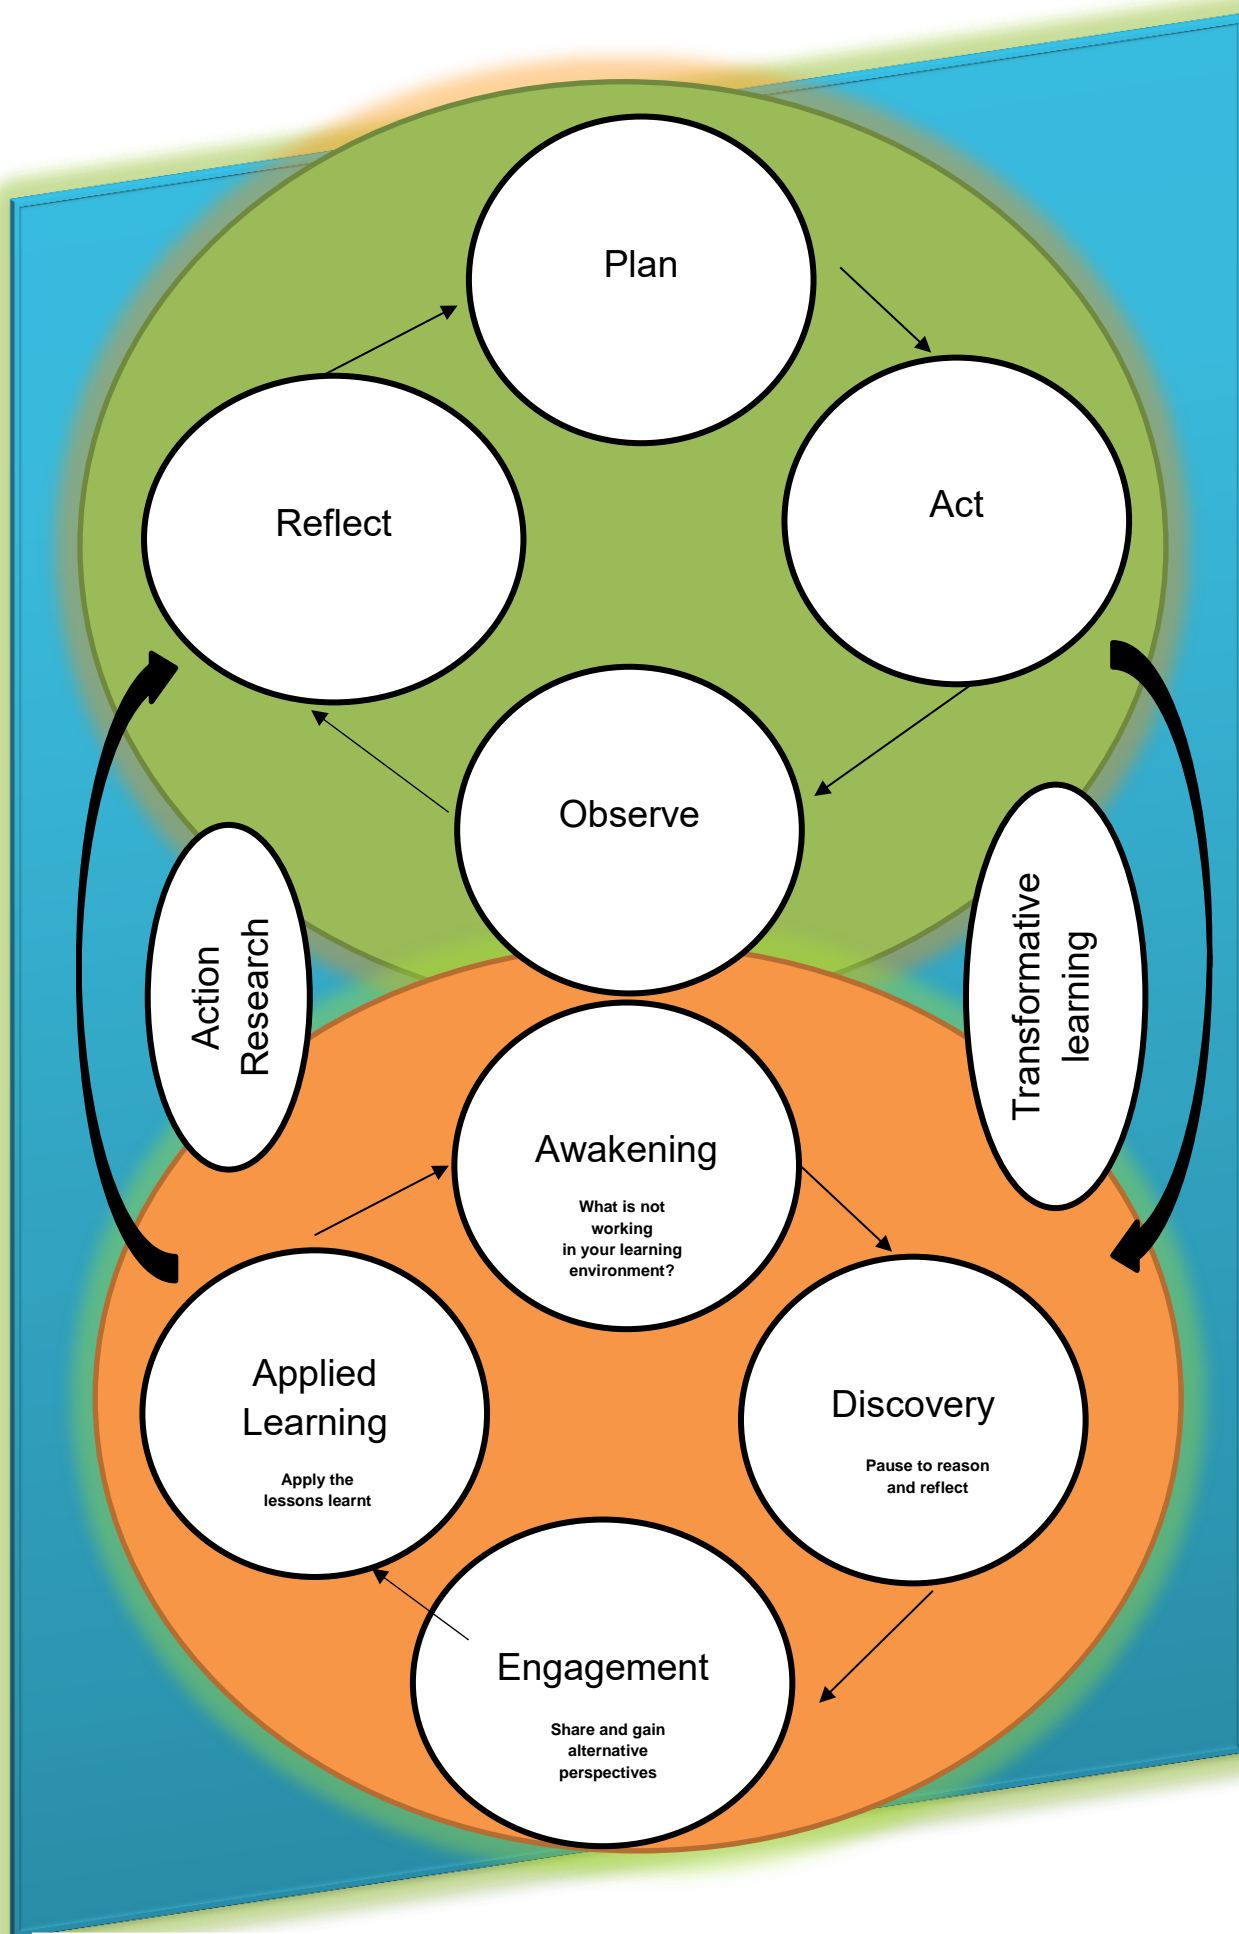 Plan
Act
Reflect
Observe
Action
Research
Transformative
learning
Awakening
What is not
working
in your learning
environment?
Applied
Learning
Apply the
lessons learnt
Discovery
Pause to reason
and reflect
Engagement
Share and gain
alternative
perspectives